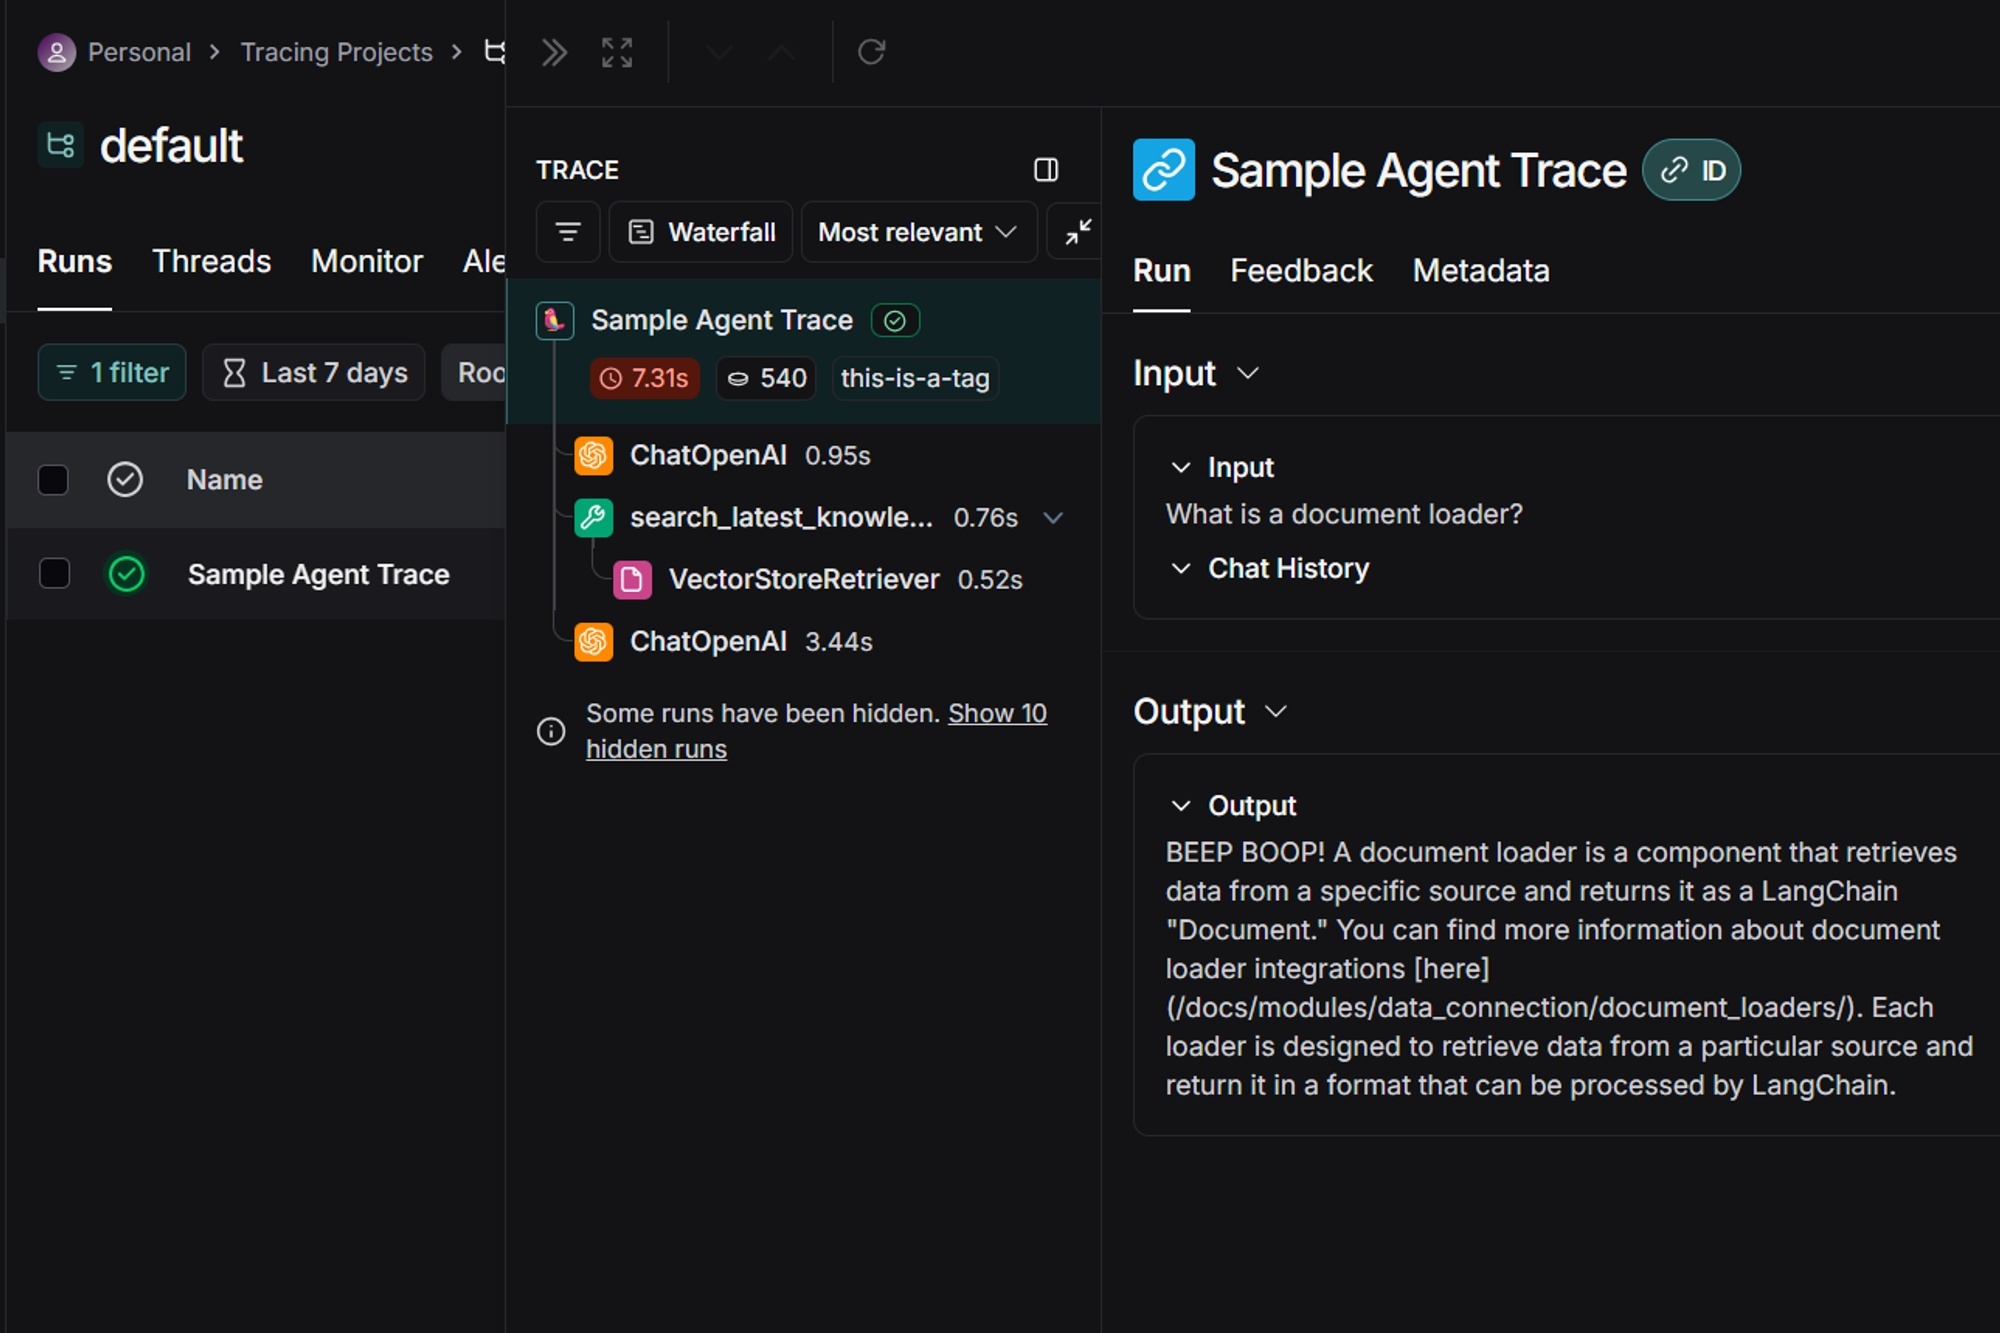 Personal
Tracing Projects
default
Runs
Threads
Monitor
Ale
1 filter
Last 7 days
Roo
Name
Sample Agent Trace
TRACE
Waterfall
Most relevant
Sample Agent Trace
7.31s
540
this-is-a-tag
ChatOpenAI 0.95s
search_latest_knowle... 0.76s
VectorStoreRetriever 0.52s
ChatOpenAI 3.44s
Some runs have been hidden. Show 10
hidden runs
Sample Agent Trace
ID
Run
Feedback
Metadata
Input
Input
What is a document loader?
Chat History
Output
Output
BEEP BOOP! A document loader is a component that retrieves
data from a specific source and returns it as a LangChain
"Document." You can find more information about document
loader integrations [here]
(/docs/modules/data_connection/document_loaders/). Each
loader is designed to retrieve data from a particular source and
return it in a format that can be processed by LangChain.